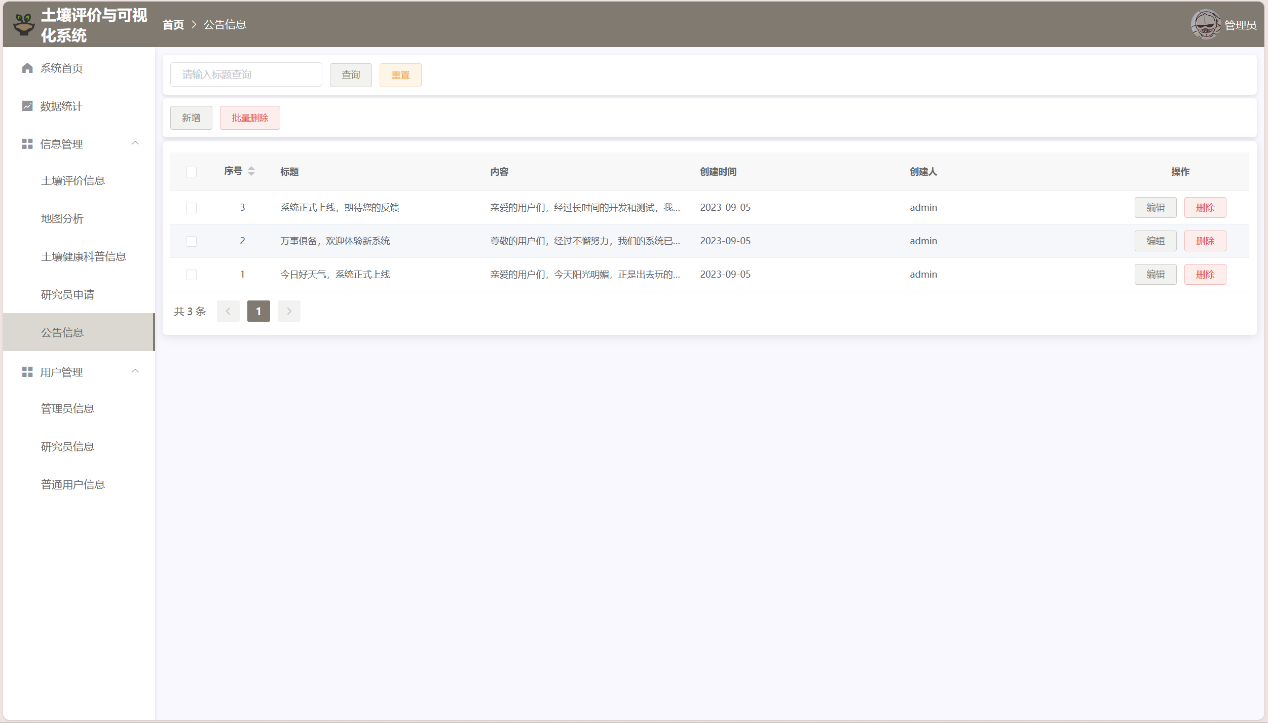 土壤评价与可视
化系统
首页 > 公告信息
管理员
系统首页
数据统计
信息管理
土壤评价信息
地图分析
土壤健康科普信息
研究员申请
公告信息
用户管理
管理员信息
研究员信息
普通用户信息
请输入标题查询 查询 重置
新增 批量删除
序号 标题 内容 创建时间 创建人 操作
3 系统正式上线，期待您的反馈 亲爱的用户们，经过长时间的开发和测试，我... 2023-09-05 admin 编辑 删除
2 万事俱备，欢迎体验新系统 尊敬的用户们，经过不懈努力，我们的系统已... 2023-09-05 admin 编辑 删除
1 今日好天气，系统正式上线 亲爱的用户们，今天阳光明媚，正是出去玩的... 2023-09-05 admin 编辑 删除
共 3 条 < 1 >